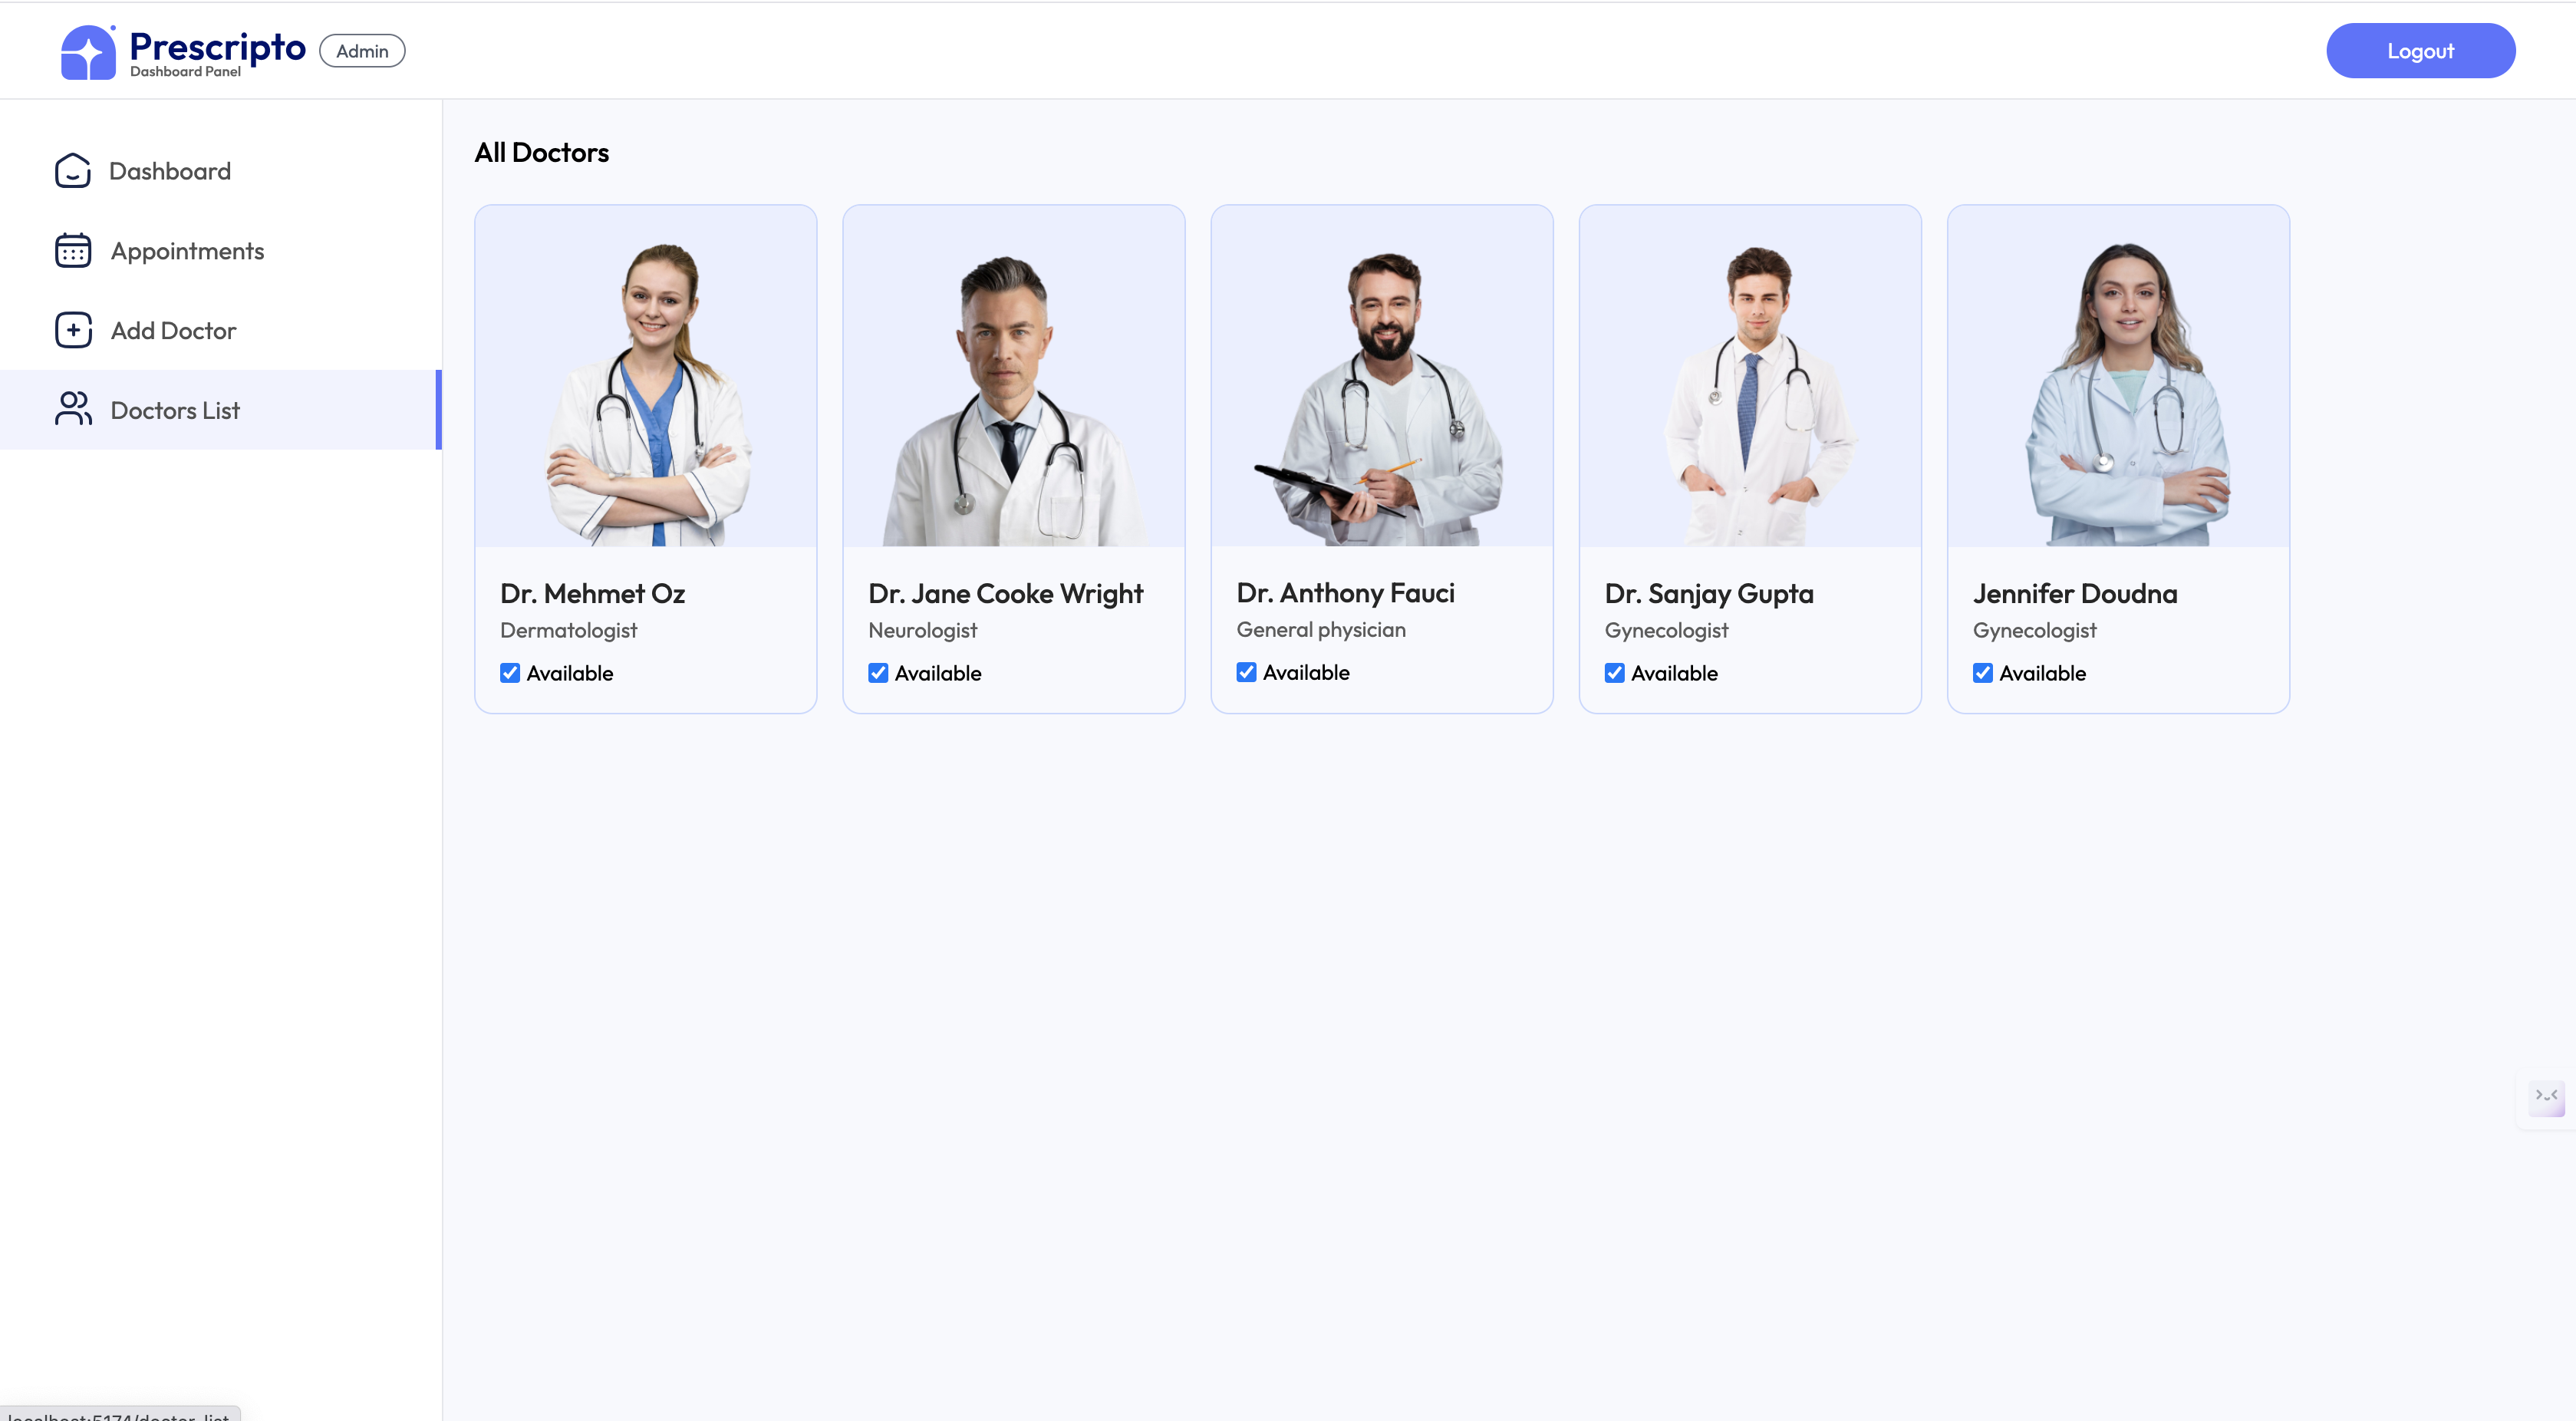 Prescripto
Dashboard Panel
Admin
Logout
Dashboard
Appointments
Add Doctor
Doctors List
All Doctors
Dr. Mehmet Oz
Dermatologist
Available
Dr. Jane Cooke Wright
Neurologist
Available
Dr. Anthony Fauci
General physician
Available
Dr. Sanjay Gupta
Gynecologist
Available
Jennifer Doudna
Gynecologist
Available
localhost:5174/doctor-list